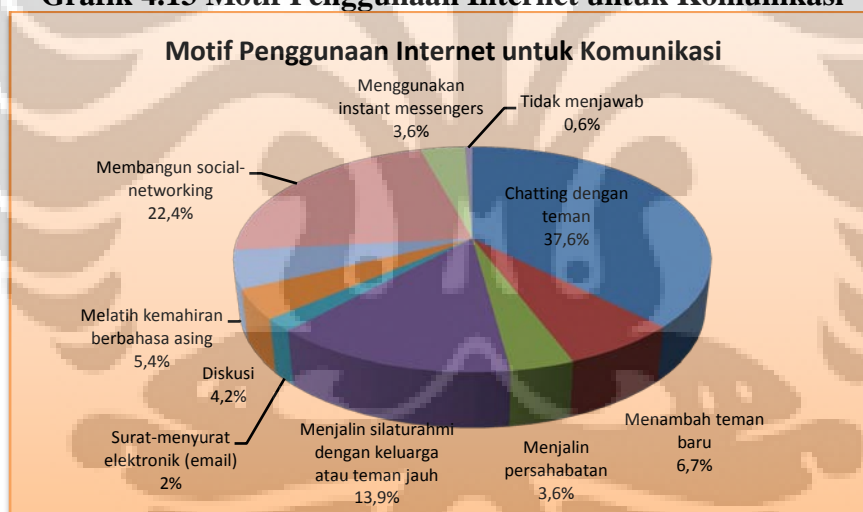 Grafik 4.13 Motif Penggunaan Internet untuk Komunikasi
Motif Penggunaan Internet untuk Komunikasi
Menggunakan
instant messengers
3,6%
Tidak menjawab
0,6%
Membangun social-
networking
22,4%
Chatting dengan
teman
37,6%
Melatih kemahiran
berbahasa asing
5,4%
Diskusi
4,2%
Surat-menyurat
elektronik (email)
2%
Menjalin silaturahmi
dengan keluarga
atau teman jauh
13,9%
Menjalin
persahabatan
3,6%
Menambah teman
baru
6,7%